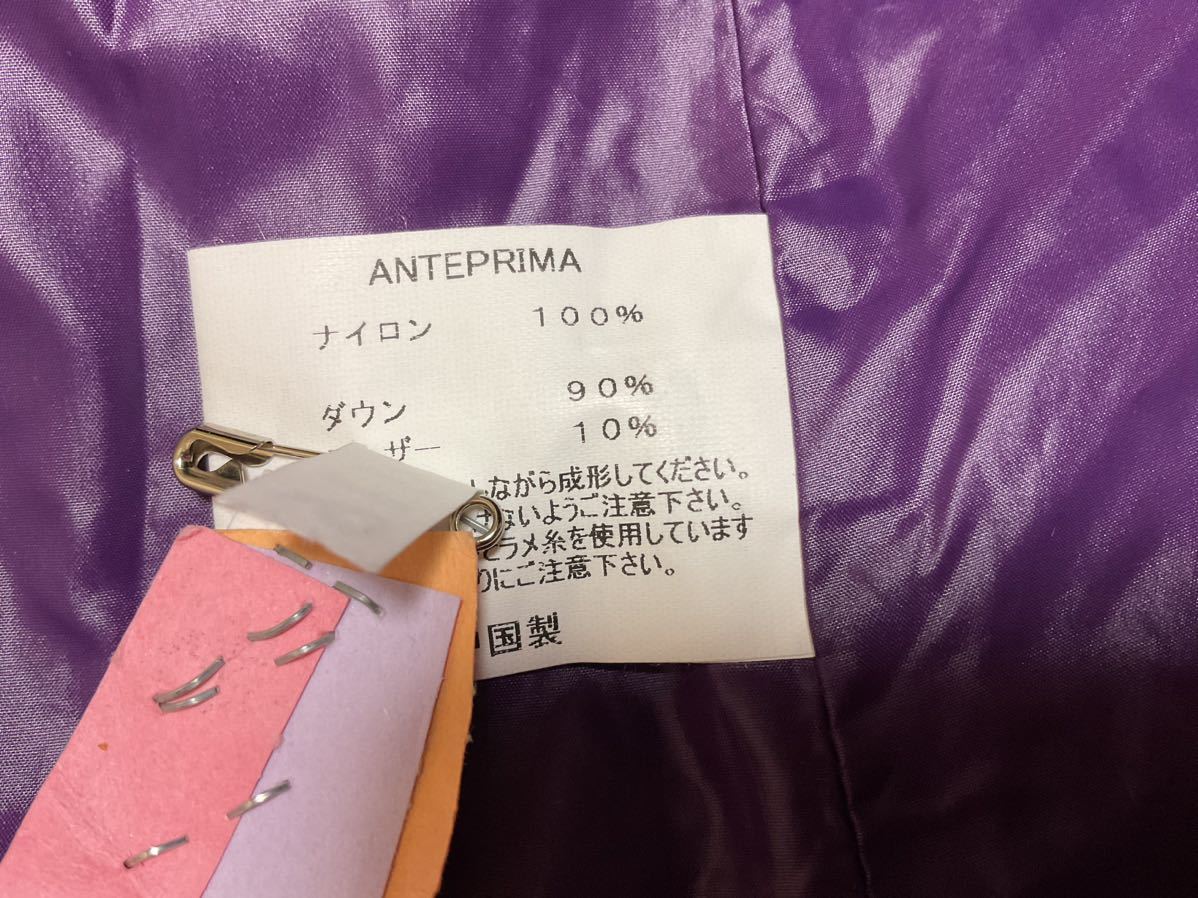 ANTEPRIMA
ナイロン 100%
ダウン 90%
ザー 10%
ながら成形してください。
ないようご注意下さい。
ラメ糸を使用しています
にご注意下さい。
国製